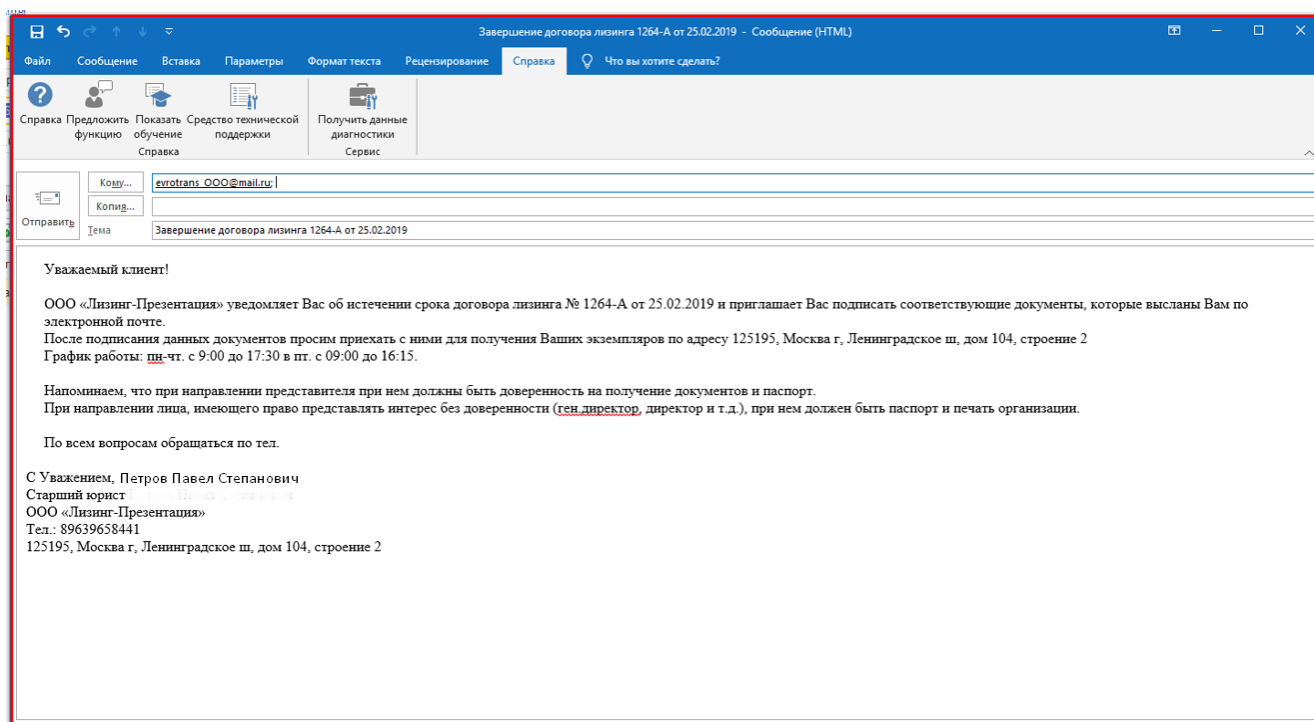 Завершение договора лизинга 1264-А от 25.02.2019 - Сообщение (HTML)
Файл Сообщение Вставка Параметры Формат текста Рецензирование Справка Что вы хотите сделать?
Справка Предложить функцию Показать обучение Средство технической поддержки Получить данные диагностики
Справка Сервис
Отправить
Кому... evrotrans_OOO@mail.ru;
Копия...
Тема Завершение договора лизинга 1264-А от 25.02.2019
Уважаемый клиент!
ООО «Лизинг-Презентация» уведомляет Вас об истечении срока договора лизинга № 1264-А от 25.02.2019 и приглашает Вас подписать соответствующие документы, которые высланы Вам по
электронной почте.
После подписания данных документов просим приехать с ними для получения Ваших экземпляров по адресу 125195, Москва г, Ленинградское ш, дом 104, строение 2
График работы: пн-чт. с 9:00 до 17:30 в пт. с 09:00 до 16:15.
Напоминаем, что при направлении представителя при нем должны быть доверенность на получение документов и паспорт.
При направлении лица, имеющего право представлять интерес без доверенности (ген.директор, директор и т.д.), при нем должен быть паспорт и печать организации.
По всем вопросам обращаться по тел.
С Уважением, Петров Павел Степанович
Старший юрист
ООО «Лизинг-Презентация»
Тел.: 89639658441
125195, Москва г, Ленинградское ш, дом 104, строение 2